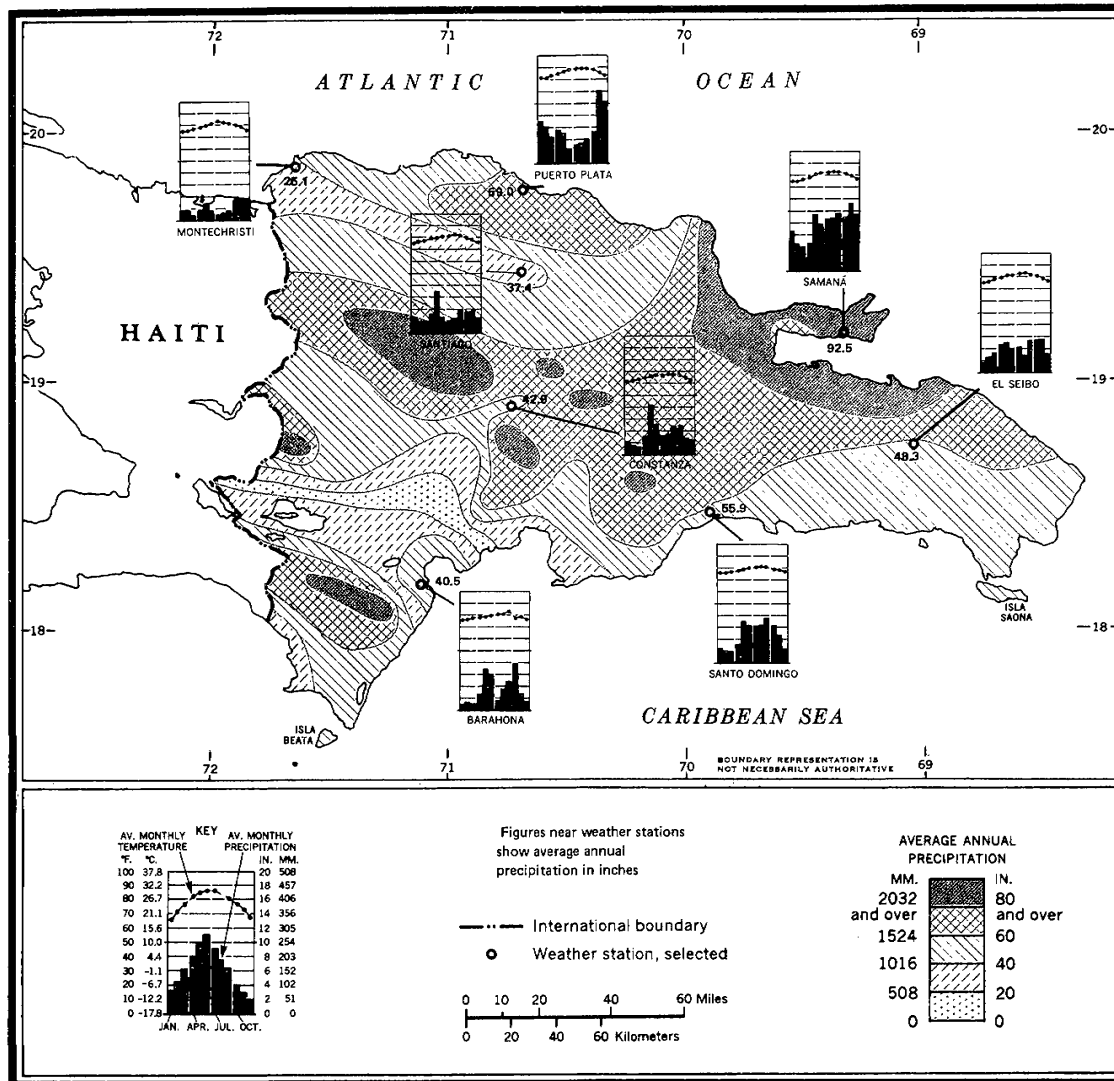 72
71
70
69
ATLANTIC OCEAN
20
20
PUERTO PLATA
MONTECHRISTI
26.1
69.0
SAMANÁ
SANTIAGO
37.4
HAITI
92.5
EL SEIBO
19
19
42.9
CONSTANZA
48.3
55.9
40.5
ISLA
SAONA
18
18
SANTO DOMINGO
BARAHONA
CARIBBEAN SEA
ISLA
BEATA
72
71
70
69
BOUNDARY REPRESENTATION IS
NOT NECESSARILY AUTHORITATIVE
KEY
AV. MONTHLY
TEMPERATURE
AV. MONTHLY
PRECIPITATION
°F. °C. IN. MM.
100 37.8 20 508
90 32.2 18 457
80 26.7 16 406
70 21.1 14 356
60 15.6 12 305
50 10.0 10 254
40 4.4 8 203
30 -1.1 6 152
20 -6.7 4 102
10 -12.2 2 51
0 -17.8 0 0
JAN. APR. JUL. OCT.
Figures near weather stations
show average annual
precipitation in inches
International boundary
Weather station, selected
0 10 20 40 60 Miles
0 20 40 60 Kilometers
AVERAGE ANNUAL
PRECIPITATION
MM. IN.
2032 80
and over and over
1524 60
1016 40
508 20
0 0